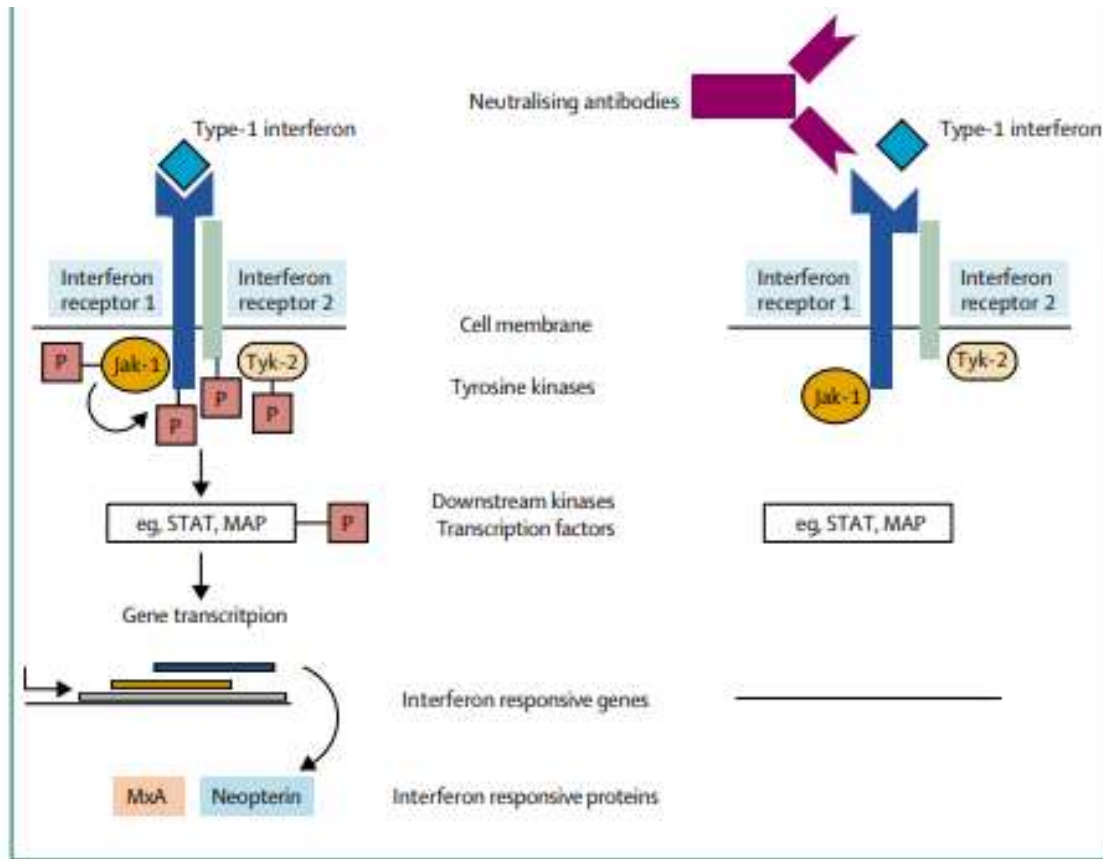 Neutralising antibodies
Type-1 interferon
Type-1 interferon
Interferon
receptor 1
Interferon
receptor 2
Interferon
receptor 1
Interferon
receptor 2
Cell membrane
P
Jak-1
Tyk-2
P
P
P
Tyrosine kinases
Tyk-2
Jak-1
eg, STAT, MAP
P
Downstream kinases
Transcription factors
eg, STAT, MAP
Gene transcritpion
Interferon responsive genes
MxA
Neopterin
Interferon responsive proteins